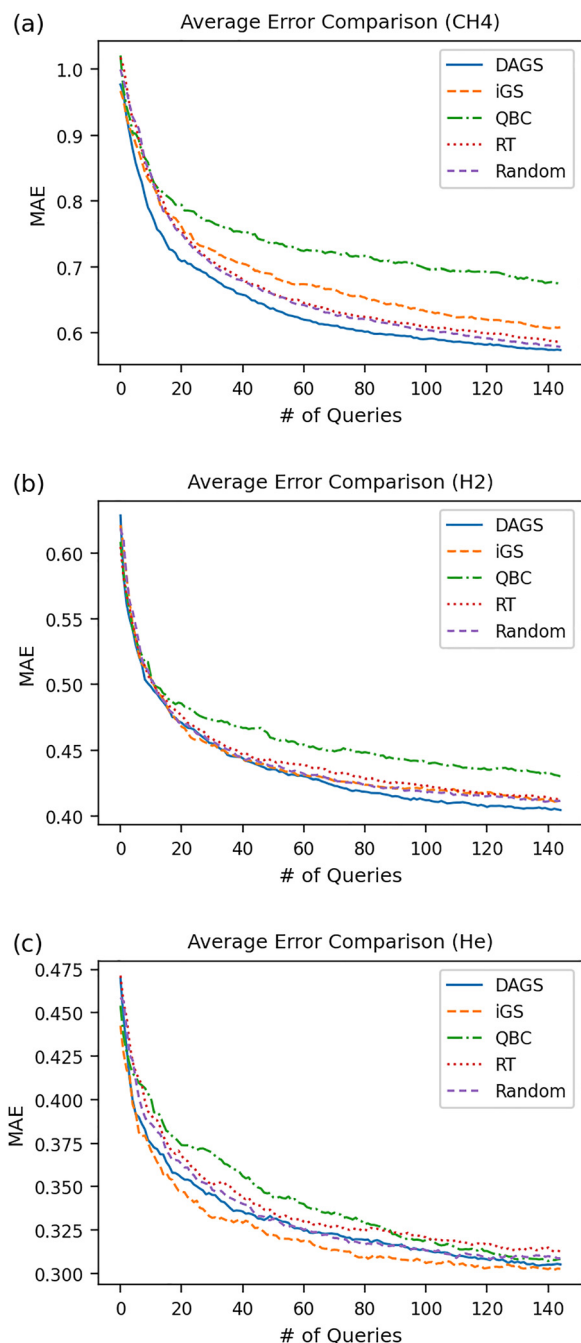 (a)
Average Error Comparison (CH4)
DAGS
iGS
QBC
RT
Random
MAE
1.0
0.9
0.8
0.7
0.6
0 20 40 60 80 100 120 140
# of Queries
(b)
Average Error Comparison (H2)
DAGS
iGS
QBC
RT
Random
MAE
0.60
0.55
0.50
0.45
0.40
0 20 40 60 80 100 120 140
# of Queries
(c)
Average Error Comparison (He)
DAGS
iGS
QBC
RT
Random
MAE
0.475
0.450
0.425
0.400
0.375
0.350
0.325
0.300
0 20 40 60 80 100 120 140
# of Queries